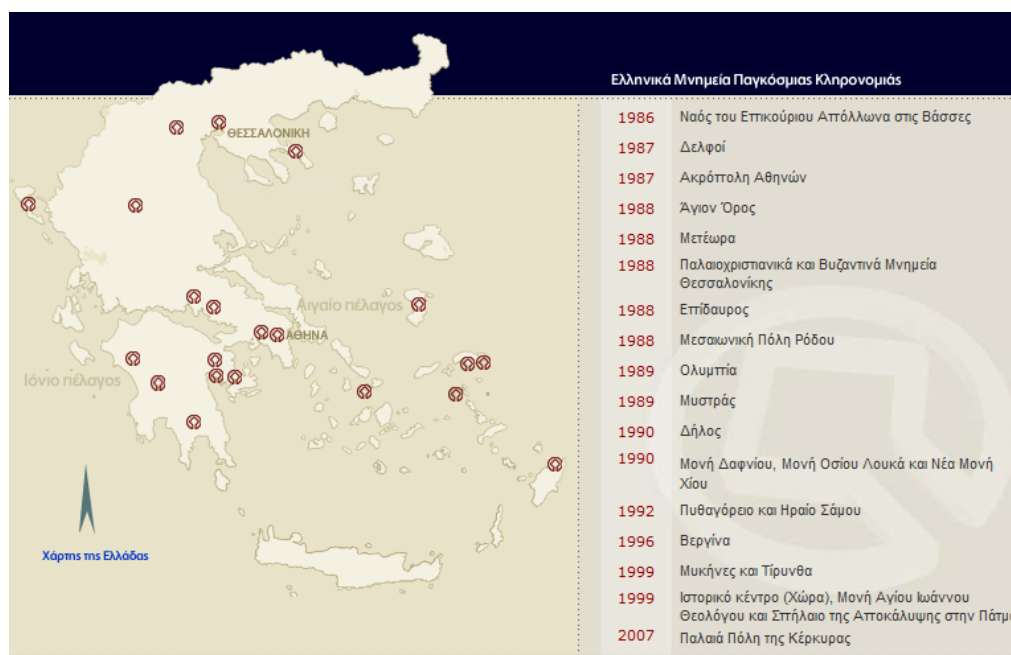 Ελληνικά Μνημεία Παγκόσμιας Κληρονομιάς
ΘΕΣΣΑΛΟΝΙΚΗ
Αιγαίο πέλαγος
ΑΘΗΝΑ
Ιόνιο πέλαγος
Χάρτης της Ελλάδας
1986 Ναός του Επικούριου Απόλλωνα στις Βάσσες
1987 Δελφοί
1987 Ακρόπολη Αθηνών
1988 Άγιον Όρος
1988 Μετέωρα
1988 Παλαιοχριστιανικά και Βυζαντινά Μνημεία
Θεσσαλονίκης
1988 Επίδαυρος
1988 Μεσαιωνική Πόλη Ρόδου
1989 Ολυμπία
1989 Μυστράς
1990 Δήλος
1990 Μονή Δαφνίου, Μονή Οσίου Λουκά και Νέα Μονή
Χίου
1992 Πυθαγόρειο και Ηραίο Σάμου
1996 Βεργίνα
1999 Μυκήνες και Τίρυνθα
1999 Ιστορικό κέντρο (Χώρα), Μονή Αγίου Ιωάννου
Θεολόγου και Σπήλαιο της Αποκάλυψης στην Πάτμ
2007 Παλαιά Πόλη της Κέρκυρας